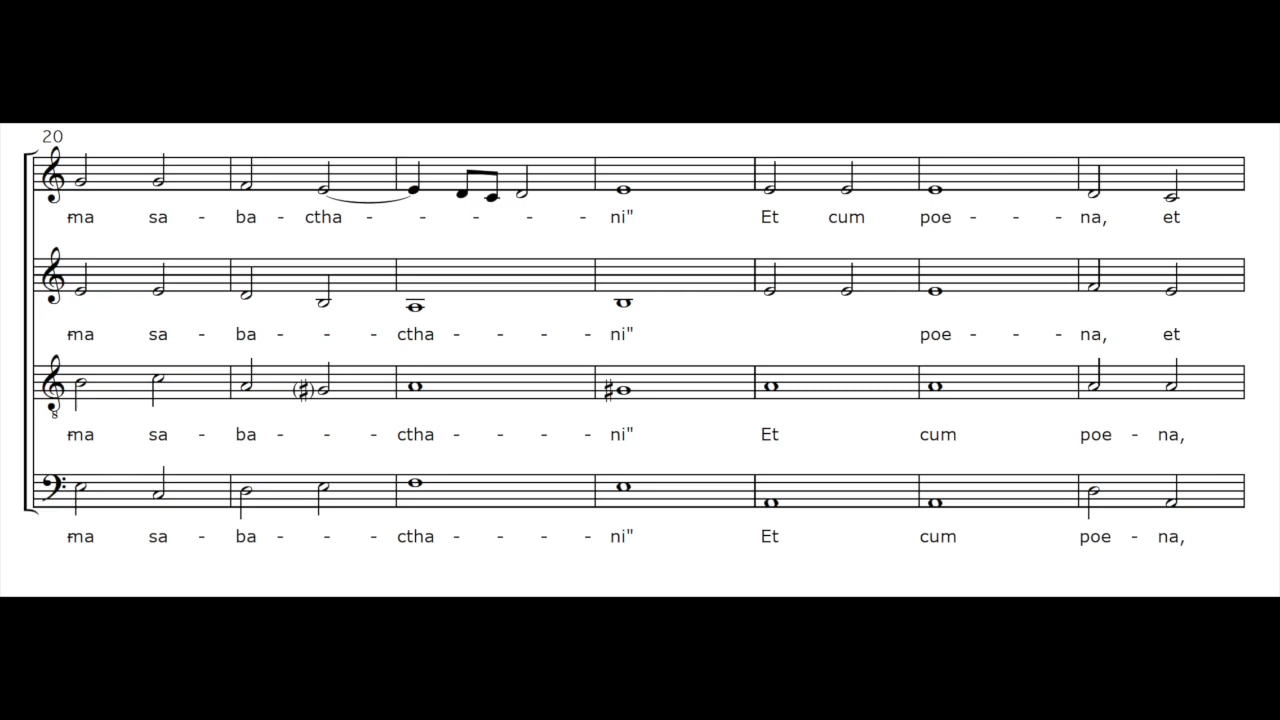 20
ma sa - ba - ctha - - - - ni" Et cum poe - - na, et
ma sa - ba - - - ctha - - - - ni" poe - - - na, et
ma sa - ba - - - ctha - - - - ni" Et cum poe - na,
ma sa - ba - - - ctha - - - - ni" Et cum poe - na,